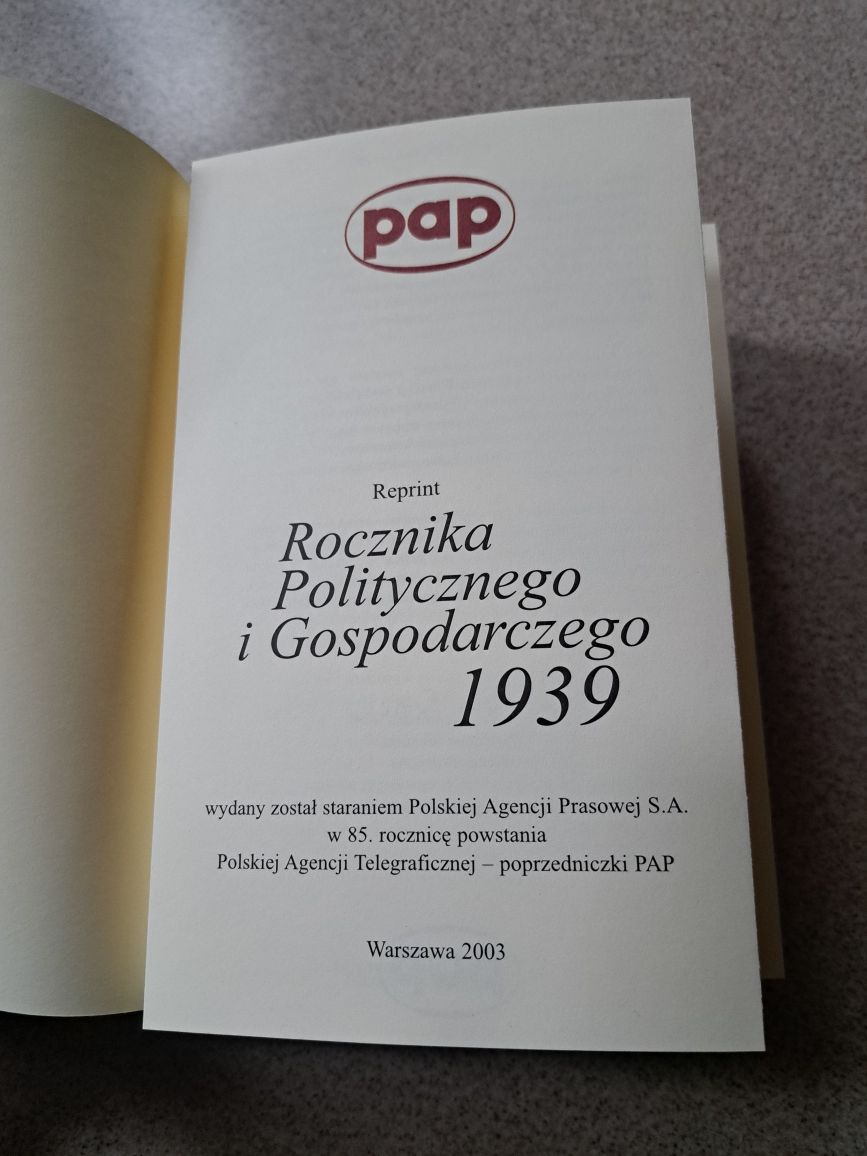 pap
Reprint
Rocznika
Politycznego
i Gospodarczego
1939
wydany został staraniem Polskiej Agencji Prasowej S.A.
w 85. rocznicę powstania
Polskiej Agencji Telegraficznej – poprzedniczki PAP
Warszawa 2003